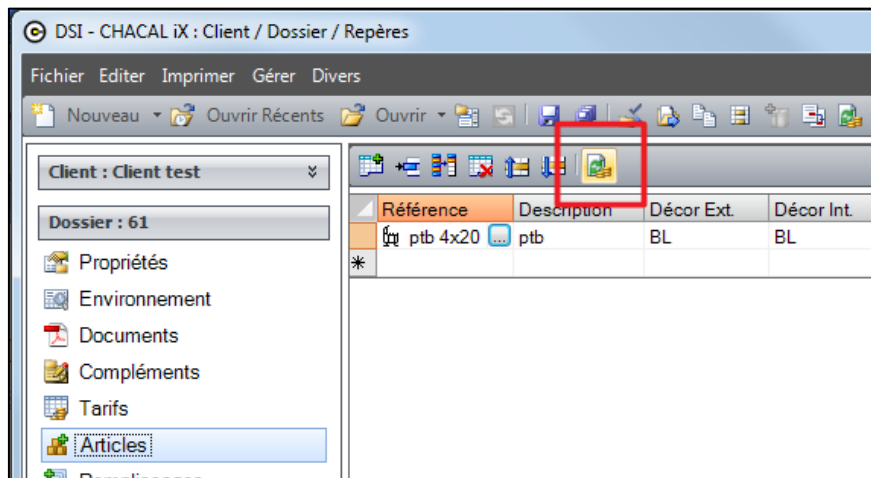 DSI - CHACAL iX : Client / Dossier / Repères
Fichier Editer Imprimer Gérer Divers
Nouveau Ouvrir Récents Ouvrir
Client : Client test
Dossier : 61
Propriétés
Environnement
Documents
Compléments
Tarifs
Articles
Référence Description Décor Ext. Décor Int.
ptb 4x20 ... ptb BL BL